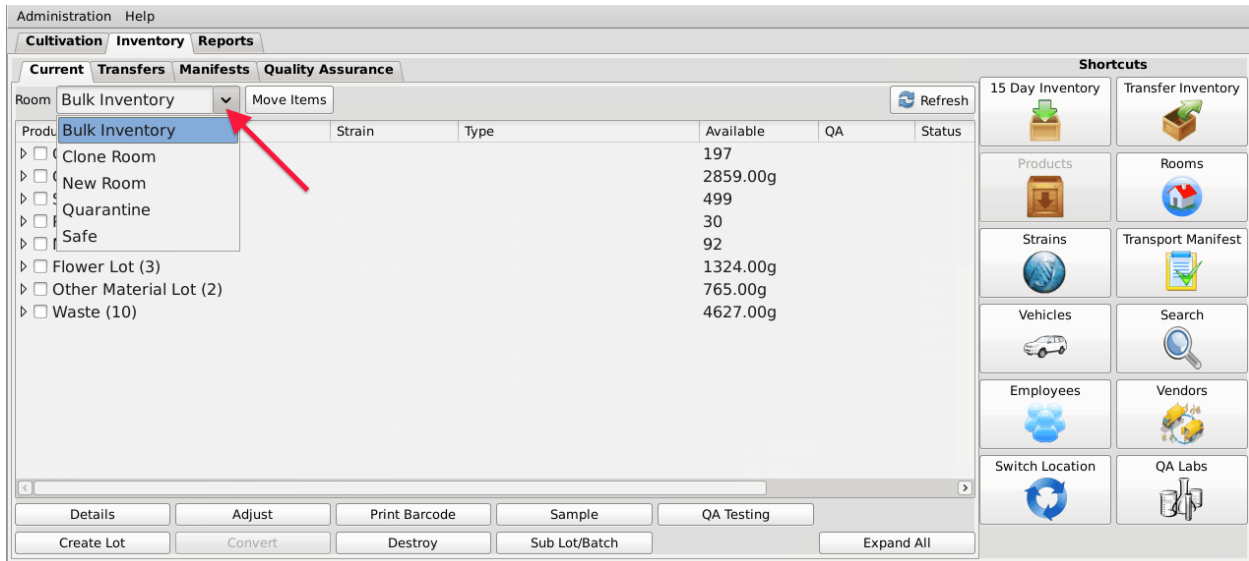 Administration Help
Cultivation Inventory Reports
Current Transfers Manifests Quality Assurance
Room Bulk Inventory Move Items Refresh
Strain Type Available QA Status
Bulk Inventory
Clone Room
New Room
Quarantine
Safe
197
2859.00g
499
30
92
Flower Lot (3) 1324.00g
Other Material Lot (2) 765.00g
Waste (10) 4627.00g
Details Adjust Print Barcode Sample QA Testing
Create Lot Convert Destroy Sub Lot/Batch Expand All
Shortcuts
15 Day Inventory Transfer Inventory
Products Rooms
Strains Transport Manifest
Vehicles Search
Employees Vendors
Switch Location QA Labs